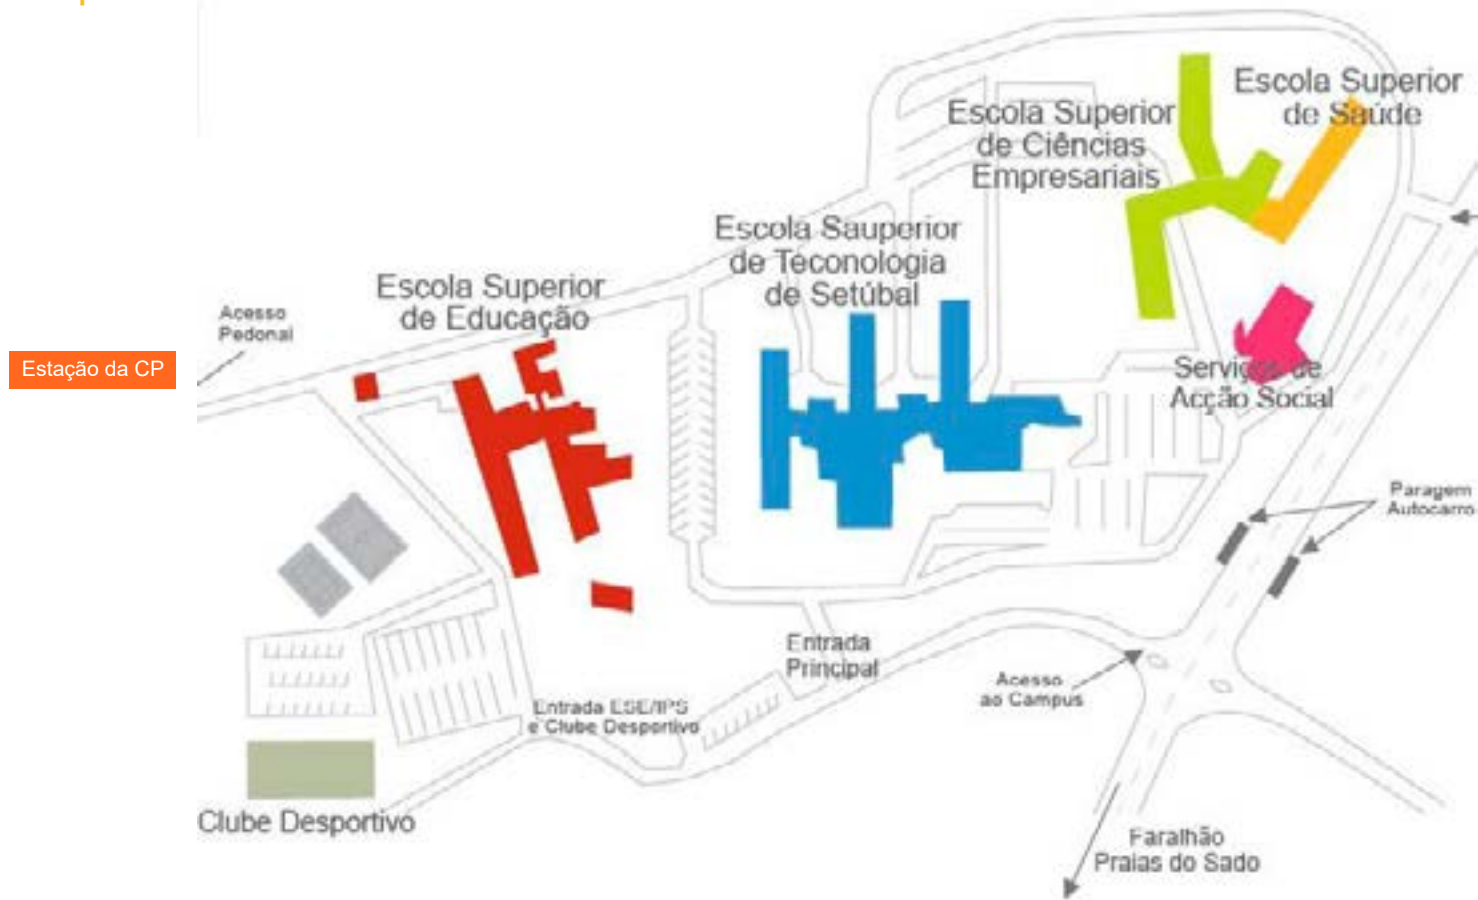 Escola Superior
de Saúde
Escola Superior
de Ciências
Empresariais
Escola Sauperior
de Teconologia
de Setúbal
Escola Superior
de Educação
Acesso
Pedonal
Estação da CP
Serviços de
Acção Social
Paragem
Autocarro
Entrada
Principal
Acesso
ao Campus
Entrada ESE/IPS
e Clube Desportivo
Clube Desportivo
Faralhão
Praias do Sado